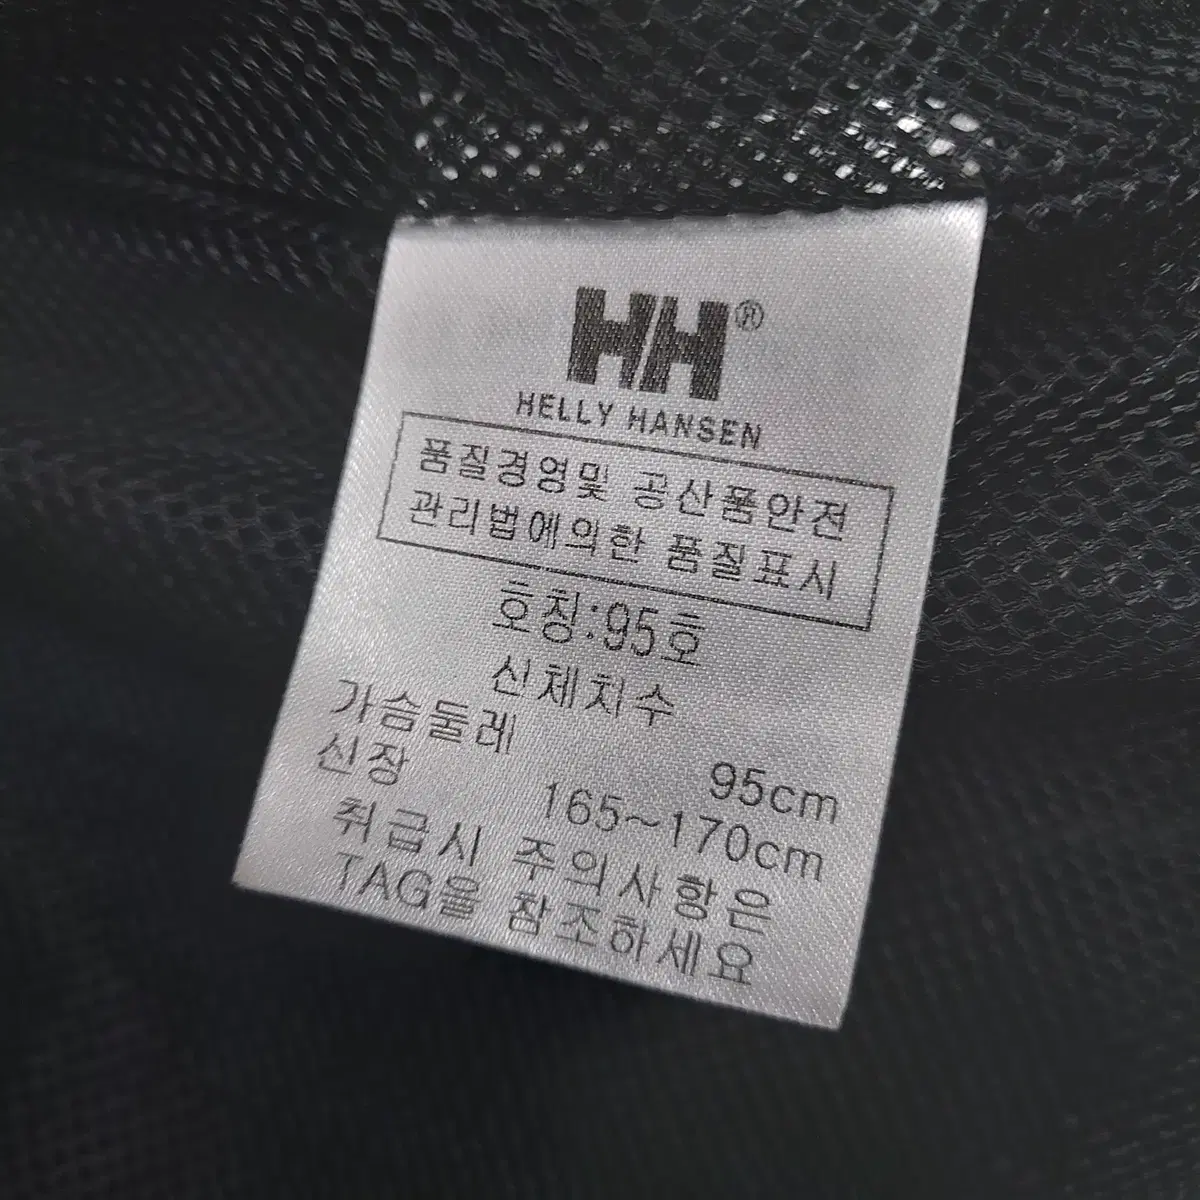 HH®
HELLY HANSEN
품질경영및 공산품안전
관리법에의한 품질표시
호칭:95호
신체치수
가슴둘레 95cm
신장 165~170cm
취급시 주의사항은
TAG을 참조하세요